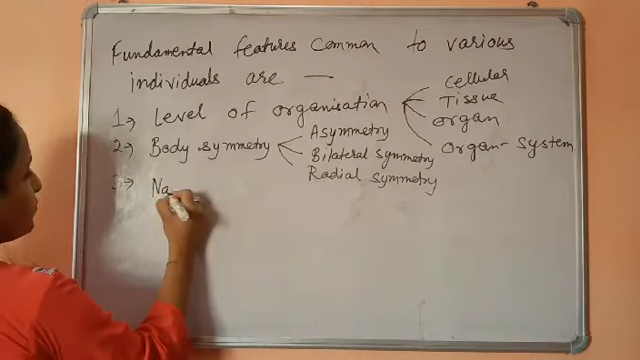 Fundamental features common to various
individuals are —
1→ Level of organisation
Cellular
Tissue
organ
organ-system
2→ Body symmetry
Asymmetry
Bilateral symmetry
Radial symmetry
3→ Na